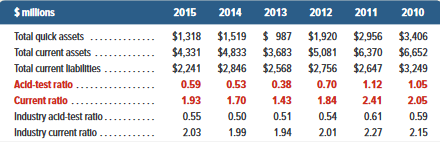 $ millions 2015 2014 2013 2012 2011 2010
Total quick assets . . . . . . . . . . . . . . $1,318 $1,519 $ 987 $1,920 $2,956 $3,406
Total current assets . . . . . . . . . . . . $4,331 $4,833 $3,683 $5,081 $6,370 $6,652
Total current liabilities . . . . . . . . . . $2,241 $2,846 $2,568 $2,756 $2,647 $3,249
Acid-test ratio . . . . . . . . . . . . . . . . 0.59 0.53 0.38 0.70 1.12 1.05
Current ratio . . . . . . . . . . . . . . . . . 1.93 1.70 1.43 1.84 2.41 2.05
Industry acid-test ratio . . . . . . . . . . 0.55 0.50 0.51 0.54 0.61 0.59
Industry current ratio . . . . . . . . . . . 2.03 1.99 1.94 2.01 2.27 2.15